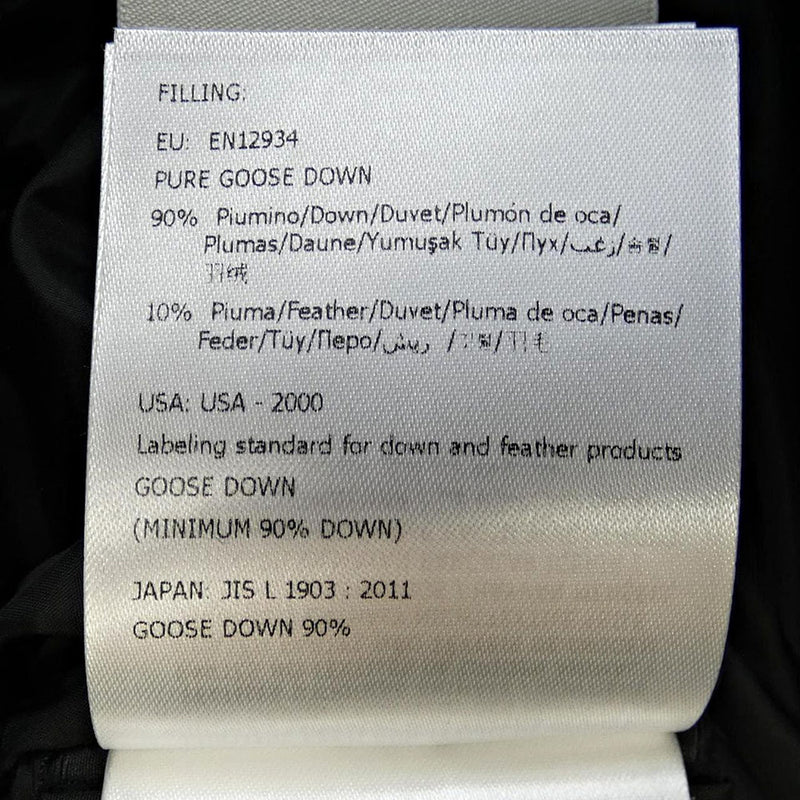 FILLING:
EU: EN12934
PURE GOOSE DOWN
90% Piumino/Down/Duvet/Plumón de oca/
Plumas/Daune/Yumuşak Tüy/Пух/زغب/
羽绒
10% Piuma/Feather/Duvet/Pluma de oca/Penas/
Feder/Tüy/Перо/ريش /羽毛
USA: USA - 2000
Labeling standard for down and feather products
GOOSE DOWN
(MINIMUM 90% DOWN)
JAPAN: JIS L 1903 : 2011
GOOSE DOWN 90%